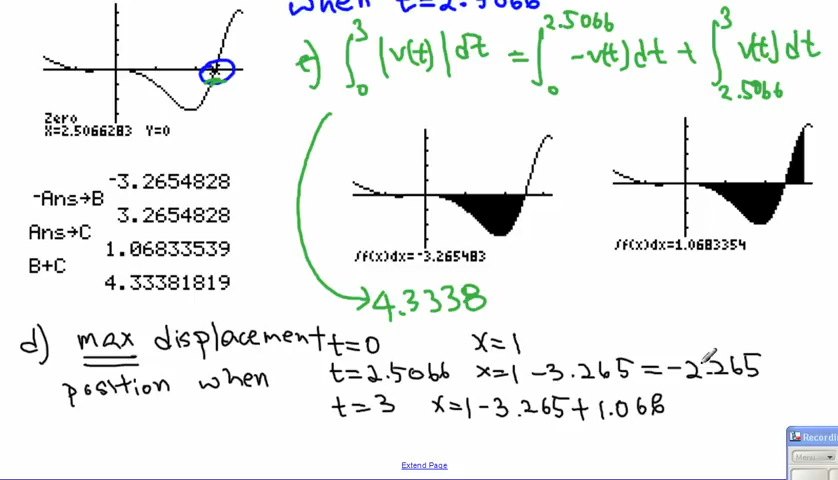 when t=2.5066
c) ∫₀³ |v(t)| dt = ∫₀^2.5066 -v(t) dt + ∫_2.5066^3 v(t) dt
Zero
X=2.5066283 Y=0
-3.2654828
-Ans→B
3.2654828
Ans→C
1.06833539
B+C
4.33381819
∫f(x)dx=-3.265483
∫f(x)dx=1.0683354
4.3338
d) max displacement t=0 x=1
position when t=2.5066 x=1 -3.265 = -2.265
t=3 x=1-3.265+1.068
Extend Page
Menu